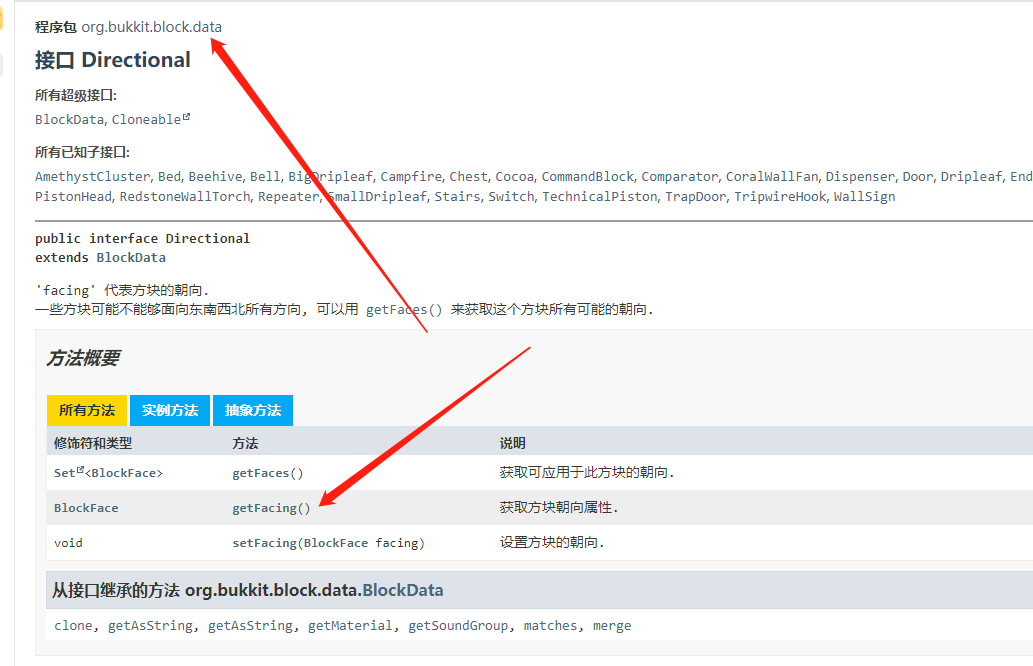 程序包 org.bukkit.block.data
接口 Directional
所有超级接口:
BlockData, Cloneable
所有已知子接口:
AmethystCluster, Bed, Beehive, Bell, BigDripleaf, Campfire, Chest, Cocoa, CommandBlock, Comparator, CoralWallFan, Dispenser, Door, Dripleaf, End
PistonHead, RedstoneWallTorch, Repeater, SmallDripleaf, Stairs, Switch, TechnicalPiston, TrapDoor, TripwireHook, WallSign
public interface Directional
extends BlockData
'facing' 代表方块的朝向.
一些方块可能不能够面向东南西北所有方向, 可以用 getFaces() 来获取这个方块所有可能的朝向.
方法概要
所有方法 实例方法 抽象方法
修饰符和类型 方法 说明
Set<BlockFace> getFaces() 获取可应用于此方块的朝向.
BlockFace getFacing() 获取方块朝向属性.
void setFacing(BlockFace facing) 设置方块的朝向.
从接口继承的方法 org.bukkit.block.data.BlockData
clone, getAsString, getAsString, getMaterial, getSoundGroup, matches, merge